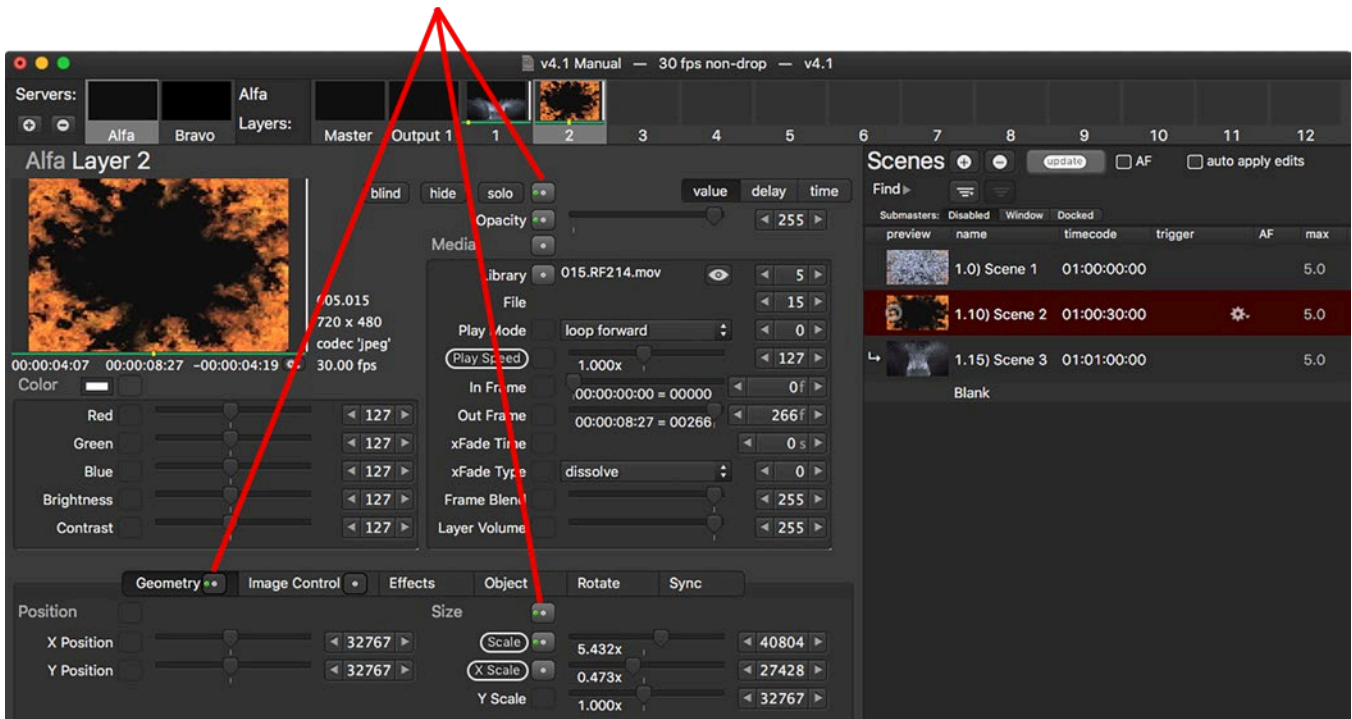 v4.1 Manual — 30 fps non-drop — v4.1
Servers: Alfa
Layers:
Alfa Bravo Master Output 1 1 2 3 4 5 6 7 8 9 10 11 12
Alfa Layer 2
blind hide solo value delay time
Opacity 255
Media
Library 015.RF214.mov 5
File 15
005.015
720 x 480
codec 'jpeg'
30.00 fps
Play Mode loop forward 0
Play Speed 1.000x 127
In Frame 00:00:00:00 = 00000 0f
Out Frame 00:00:08:27 = 00266 266f
xFade Time 0 s
xFade Type dissolve 0
Frame Blend 255
Layer Volume 255
00:00:04:07 00:00:08:27 -00:00:04:19
Color
Red 127
Green 127
Blue 127
Brightness 127
Contrast 127
Geometry Image Control Effects Object Rotate Sync
Position
X Position 32767
Y Position 32767
Size
Scale 5.432x 40804
X Scale 0.473x 27428
Y Scale 1.000x 32767
Scenes update AF auto apply edits
Find
Submasters: Disabled Window Docked
preview name timecode trigger AF max
1.0) Scene 1 01:00:00:00 5.0
1.10) Scene 2 01:00:30:00 5.0
1.15) Scene 3 01:01:00:00 5.0
Blank